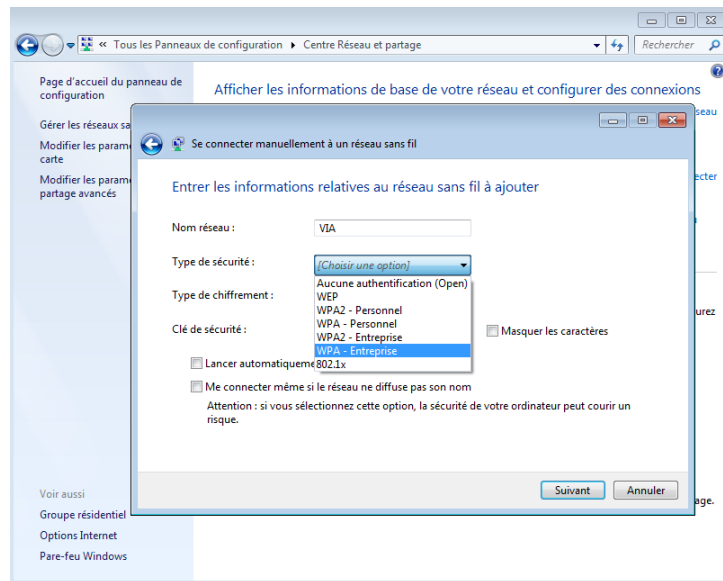 « Tous les Panneaux de configuration ▸ Centre Réseau et partage
Rechercher
Page d'accueil du panneau de
configuration
Gérer les réseaux sa
Modifier les param
carte
Modifier les param
partage avancés
Afficher les informations de base de votre réseau et configurer des connexions
seau
ecter
urez
age.
Se connecter manuellement à un réseau sans fil
Entrer les informations relatives au réseau sans fil à ajouter
Nom réseau :
VIA
Type de sécurité :
[Choisir une option]
Aucune authentification (Open)
WEP
WPA2 - Personnel
WPA - Personnel
WPA2 - Entreprise
WPA - Entreprise
802.1x
Type de chiffrement :
Clé de sécurité :
Masquer les caractères
Lancer automatiqueme
Me connecter même si le réseau ne diffuse pas son nom
Attention : si vous sélectionnez cette option, la sécurité de votre ordinateur peut courir un
risque.
Suivant
Annuler
Voir aussi
Groupe résidentiel
Options Internet
Pare-feu Windows